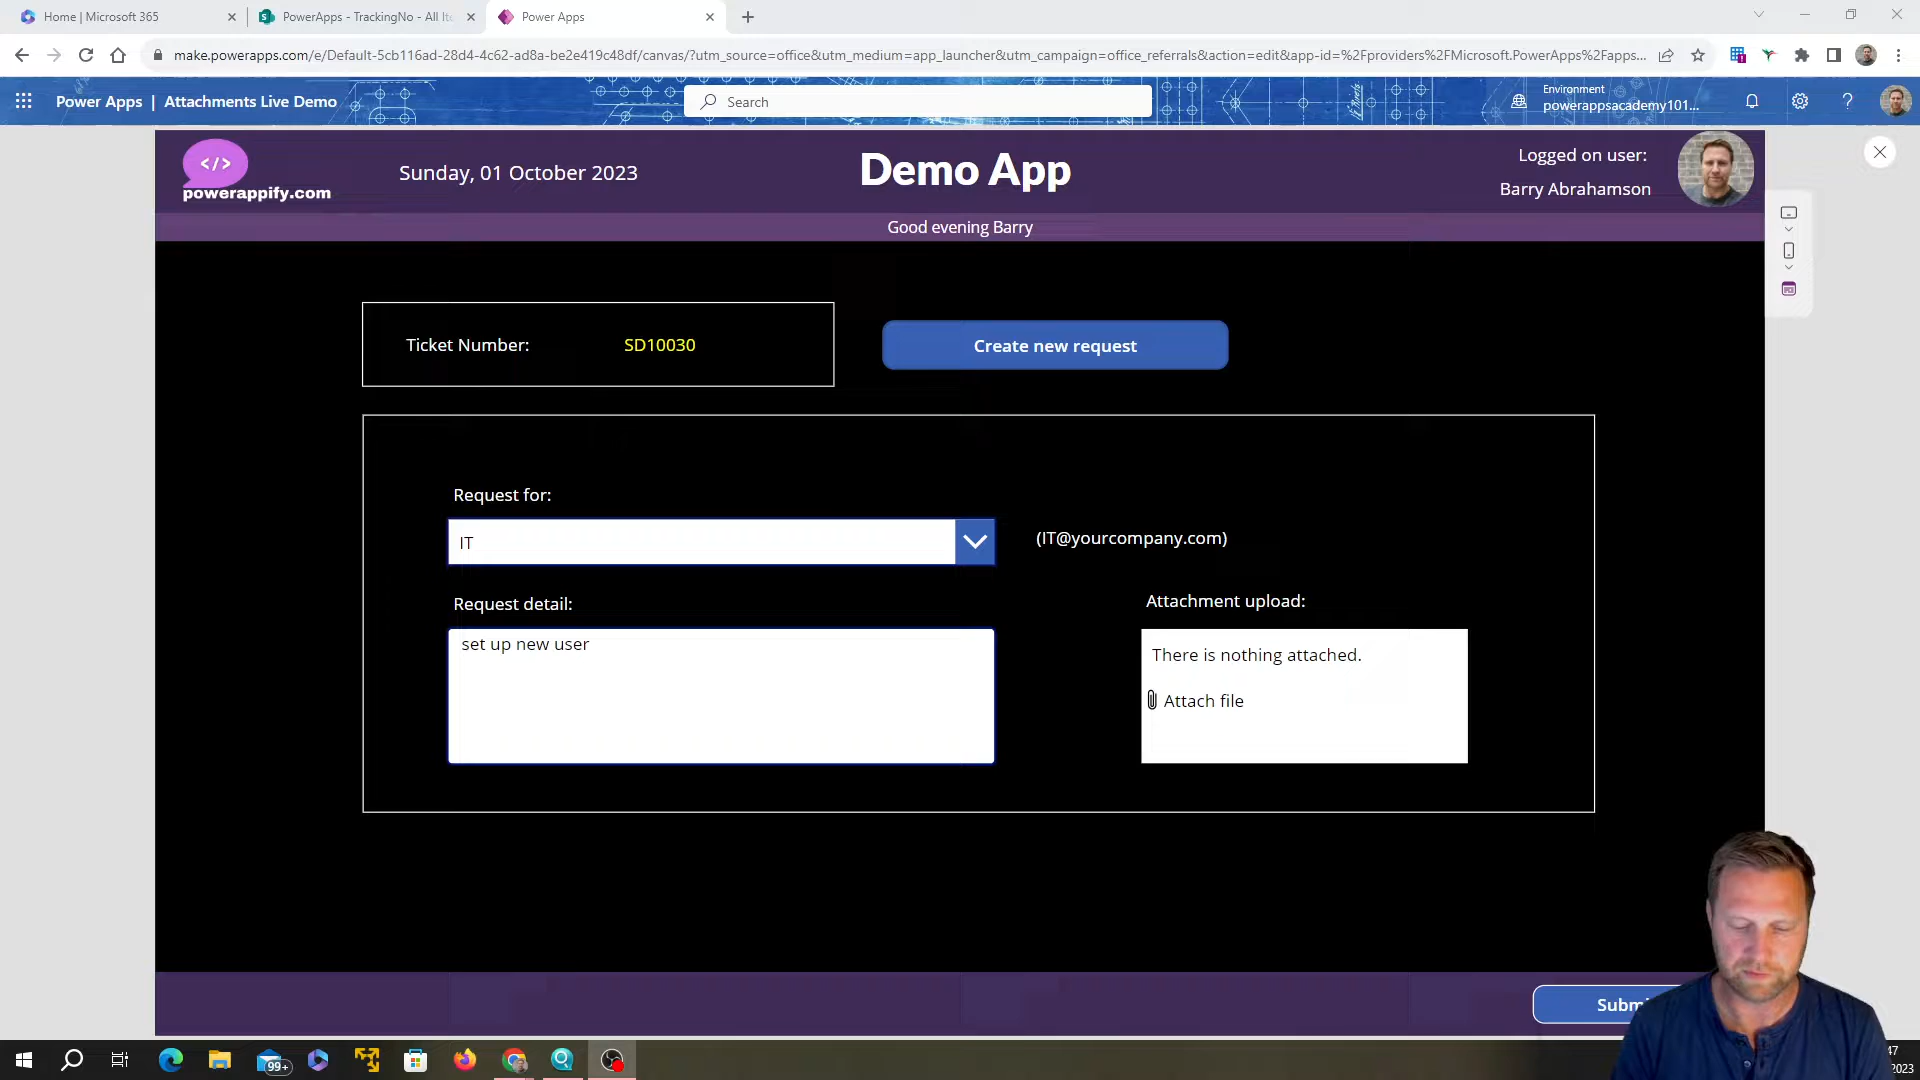 Home | Microsoft 365
PowerApps - TrackingNo - All Ite
Power Apps
make.powerapps.com/e/Default-5cb116ad-28d4-4c62-ad8a-be2e419c48df/canvas/?utm_source=office&utm_medium=app_launcher&utm_campaign=office_referrals&action=edit&app-id=%2Fproviders%2FMicrosoft.PowerApps%2Fapps...
Power Apps | Attachments Live Demo
Search
Environment
powerappsacademy101...
</>
powerappify.com
Sunday, 01 October 2023
Demo App
Logged on user:
Barry Abrahamson
Good evening Barry
Ticket Number: SD10030
Create new request
Request for:
IT
(IT@yourcompany.com)
Request detail:
set up new user
Attachment upload:
There is nothing attached.
Attach file
99+
47
2023